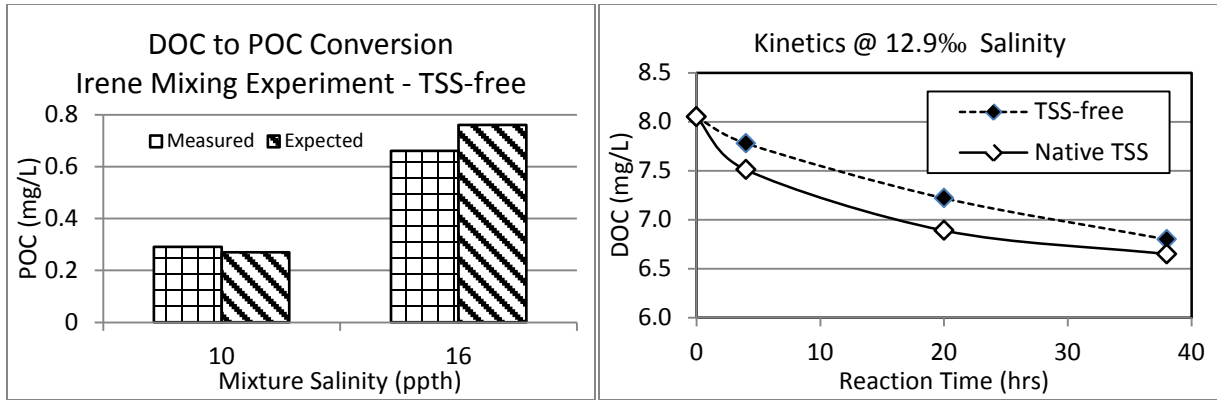 DOC to POC Conversion
Irene Mixing Experiment - TSS-free
0.8
0.6
0.4
0.2
0
POC (mg/L)
Measured Expected
10 16
Mixture Salinity (ppth)
Kinetics @ 12.9‰ Salinity
8.5
8.0
7.5
7.0
6.5
6.0
DOC (mg/L)
TSS-free
Native TSS
0 10 20 30 40
Reaction Time (hrs)